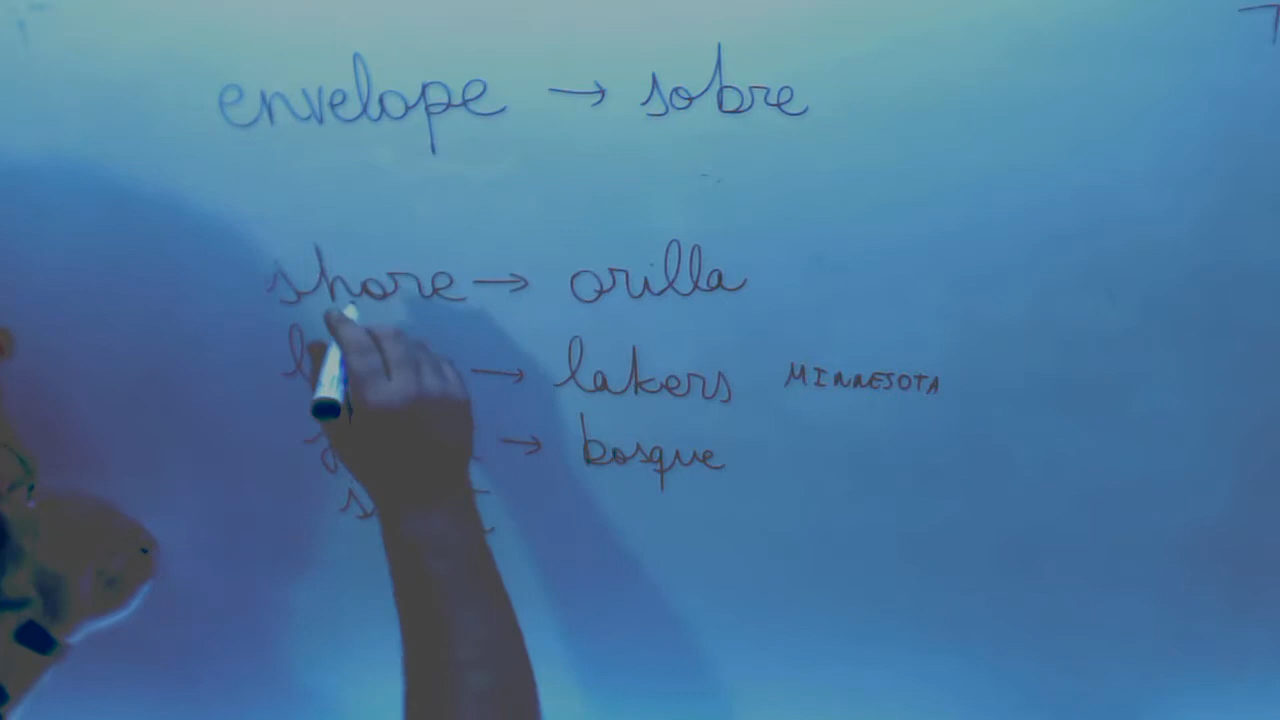 envelope → sobre
shore → orilla
→ lakers MINNESOTA
→ bosque